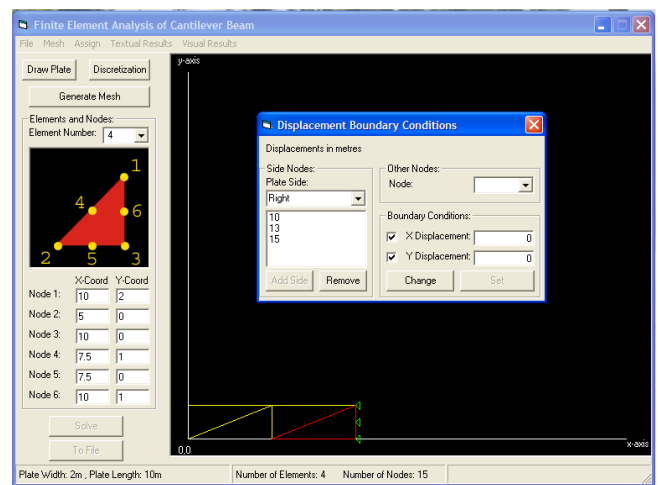 Finite Element Analysis of Cantilever Beam
File Mesh Assign Textual Results Visual Results
Draw Plate Discretization
Generate Mesh
Elements and Nodes:
Element Number: 4
1
4
6
2 5 3
X-Coord Y-Coord
Node 1: 10 2
Node 2: 5 0
Node 3: 10 0
Node 4: 7.5 1
Node 5: 7.5 0
Node 6: 10 1
Solve
To File
y-axis
Displacement Boundary Conditions
Displacements in metres
Side Nodes:
Plate Side:
Right
10
13
15
Add Side Remove
Other Nodes:
Node:
Boundary Conditions:
X Displacement: 0
Y Displacement: 0
Change Set
0,0
x-axis
Plate Width: 2m , Plate Length: 10m Number of Elements: 4 Number of Nodes: 15